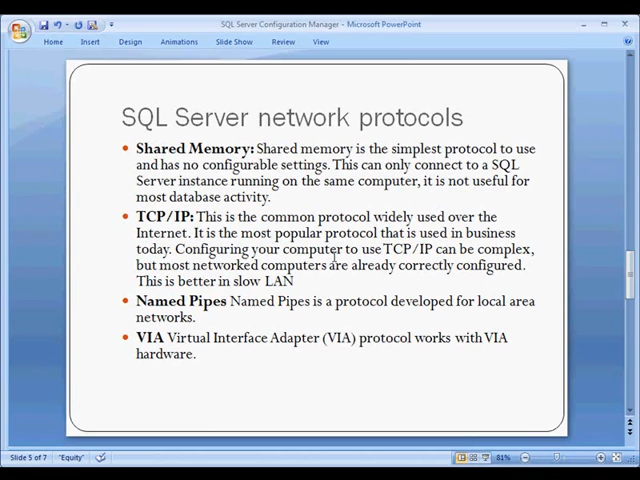 SQL Server Configuration Manager - Microsoft PowerPoint
Home Insert Design Animations Slide Show Review View
SQL Server network protocols
• Shared Memory: Shared memory is the simplest protocol to use
and has no configurable settings. This can only connect to a SQL
Server instance running on the same computer, it is not useful for
most database activity.
• TCP/IP: This is the common protocol widely used over the
Internet. It is the most popular protocol that is used in business
today. Configuring your computer to use TCP/IP can be complex,
but most networked computers are already correctly configured.
This is better in slow LAN
• Named Pipes Named Pipes is a protocol developed for local area
networks.
• VIA Virtual Interface Adapter (VIA) protocol works with VIA
hardware.
Slide 5 of 7 "Equity" 81%